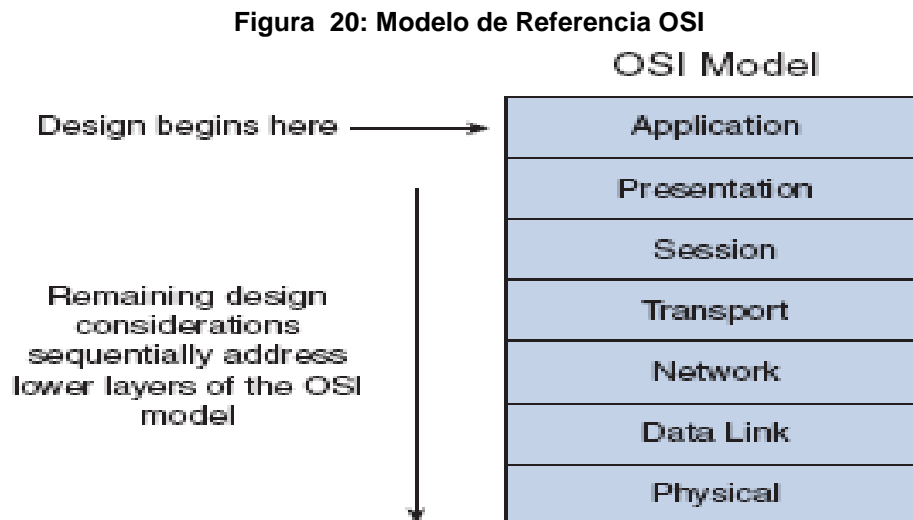 Figura 20: Modelo de Referencia OSI
OSI Model
Design begins here
Application
Presentation
Session
Transport
Network
Data Link
Physical
Remaining design
considerations
sequentially address
lower layers of the OSI
model